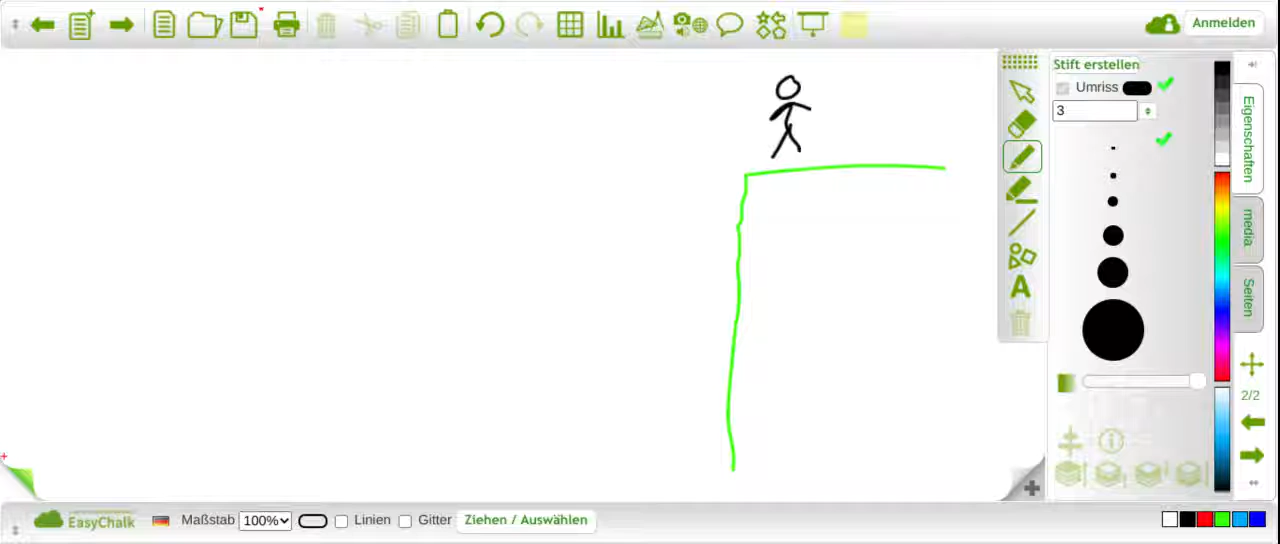 Anmelden
Stift erstellen
Umriss
3
Eigenschaften
media
Seiten
2/2
EasyChalk
Maßstab 100% Linien Gitter Ziehen / Auswählen